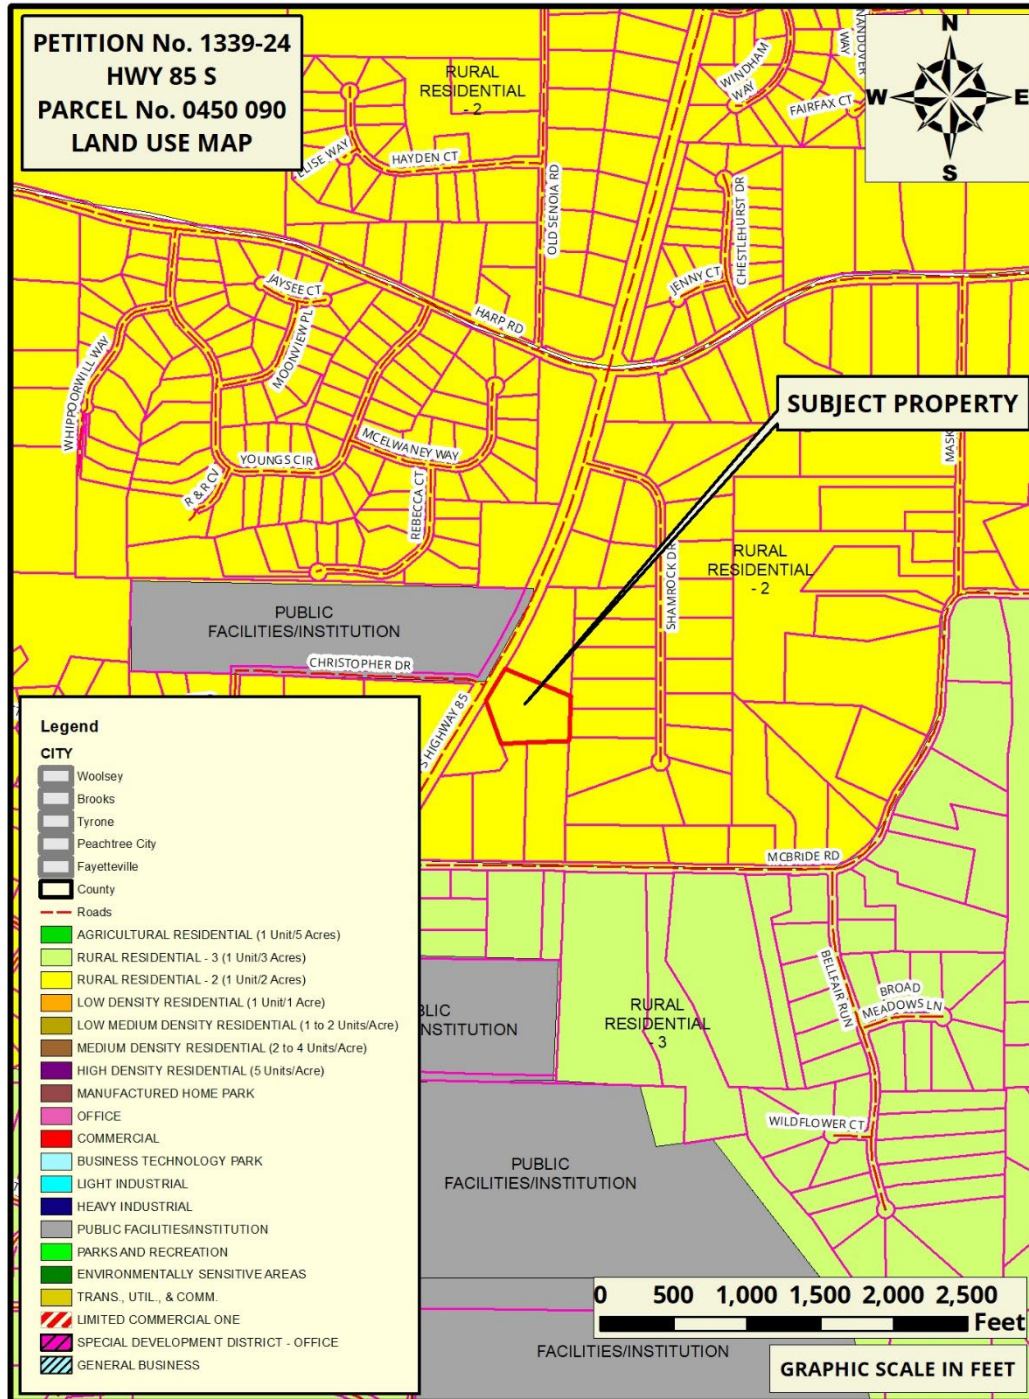 PETITION No. 1339-24
HWY 85 S
PARCEL No. 0450 090
LAND USE MAP
N
W
E
S
RURAL
RESIDENTIAL
- 2
WINDHAM
WAY
WAY
FAIRFAX CT
ELISE WAY
HAYDEN CT
OLD SENOIA RD
CHESTLEHURST DR
JENNY CT
JAYSEE CT
MOONVIEW PL
HARP RD
WHIPPOORWILL WAY
SUBJECT PROPERTY
MCELWANEY WAY
YOUNGS CIR
R & R CV
REBECCA CT
MASK
SHAMROCK DR
RURAL
RESIDENTIAL
- 2
PUBLIC
FACILITIES/INSTITUTION
CHRISTOPHER DR
S HIGHWAY 85
MCBRIDE RD
BELLFAIR RUN
BROAD
MEADOWS LN
RURAL
RESIDENTIAL
- 3
BLIC
INSTITUTION
WILDFLOWER CT
PUBLIC
FACILITIES/INSTITUTION
FACILITIES/INSTITUTION
Legend
CITY
Woolsey
Brooks
Tyrone
Peachtree City
Fayetteville
County
Roads
AGRICULTURAL RESIDENTIAL (1 Unit/5 Acres)
RURAL RESIDENTIAL - 3 (1 Unit/3 Acres)
RURAL RESIDENTIAL - 2 (1 Unit/2 Acres)
LOW DENSITY RESIDENTIAL (1 Unit/1 Acre)
LOW MEDIUM DENSITY RESIDENTIAL (1 to 2 Units/Acre)
MEDIUM DENSITY RESIDENTIAL (2 to 4 Units/Acre)
HIGH DENSITY RESIDENTIAL (5 Units/Acre)
MANUFACTURED HOME PARK
OFFICE
COMMERCIAL
BUSINESS TECHNOLOGY PARK
LIGHT INDUSTRIAL
HEAVY INDUSTRIAL
PUBLIC FACILITIES/INSTITUTION
PARKS AND RECREATION
ENVIRONMENTALLY SENSITIVE AREAS
TRANS., UTIL., & COMM.
LIMITED COMMERCIAL ONE
SPECIAL DEVELOPMENT DISTRICT - OFFICE
GENERAL BUSINESS
0 500 1,000 1,500 2,000 2,500
Feet
GRAPHIC SCALE IN FEET